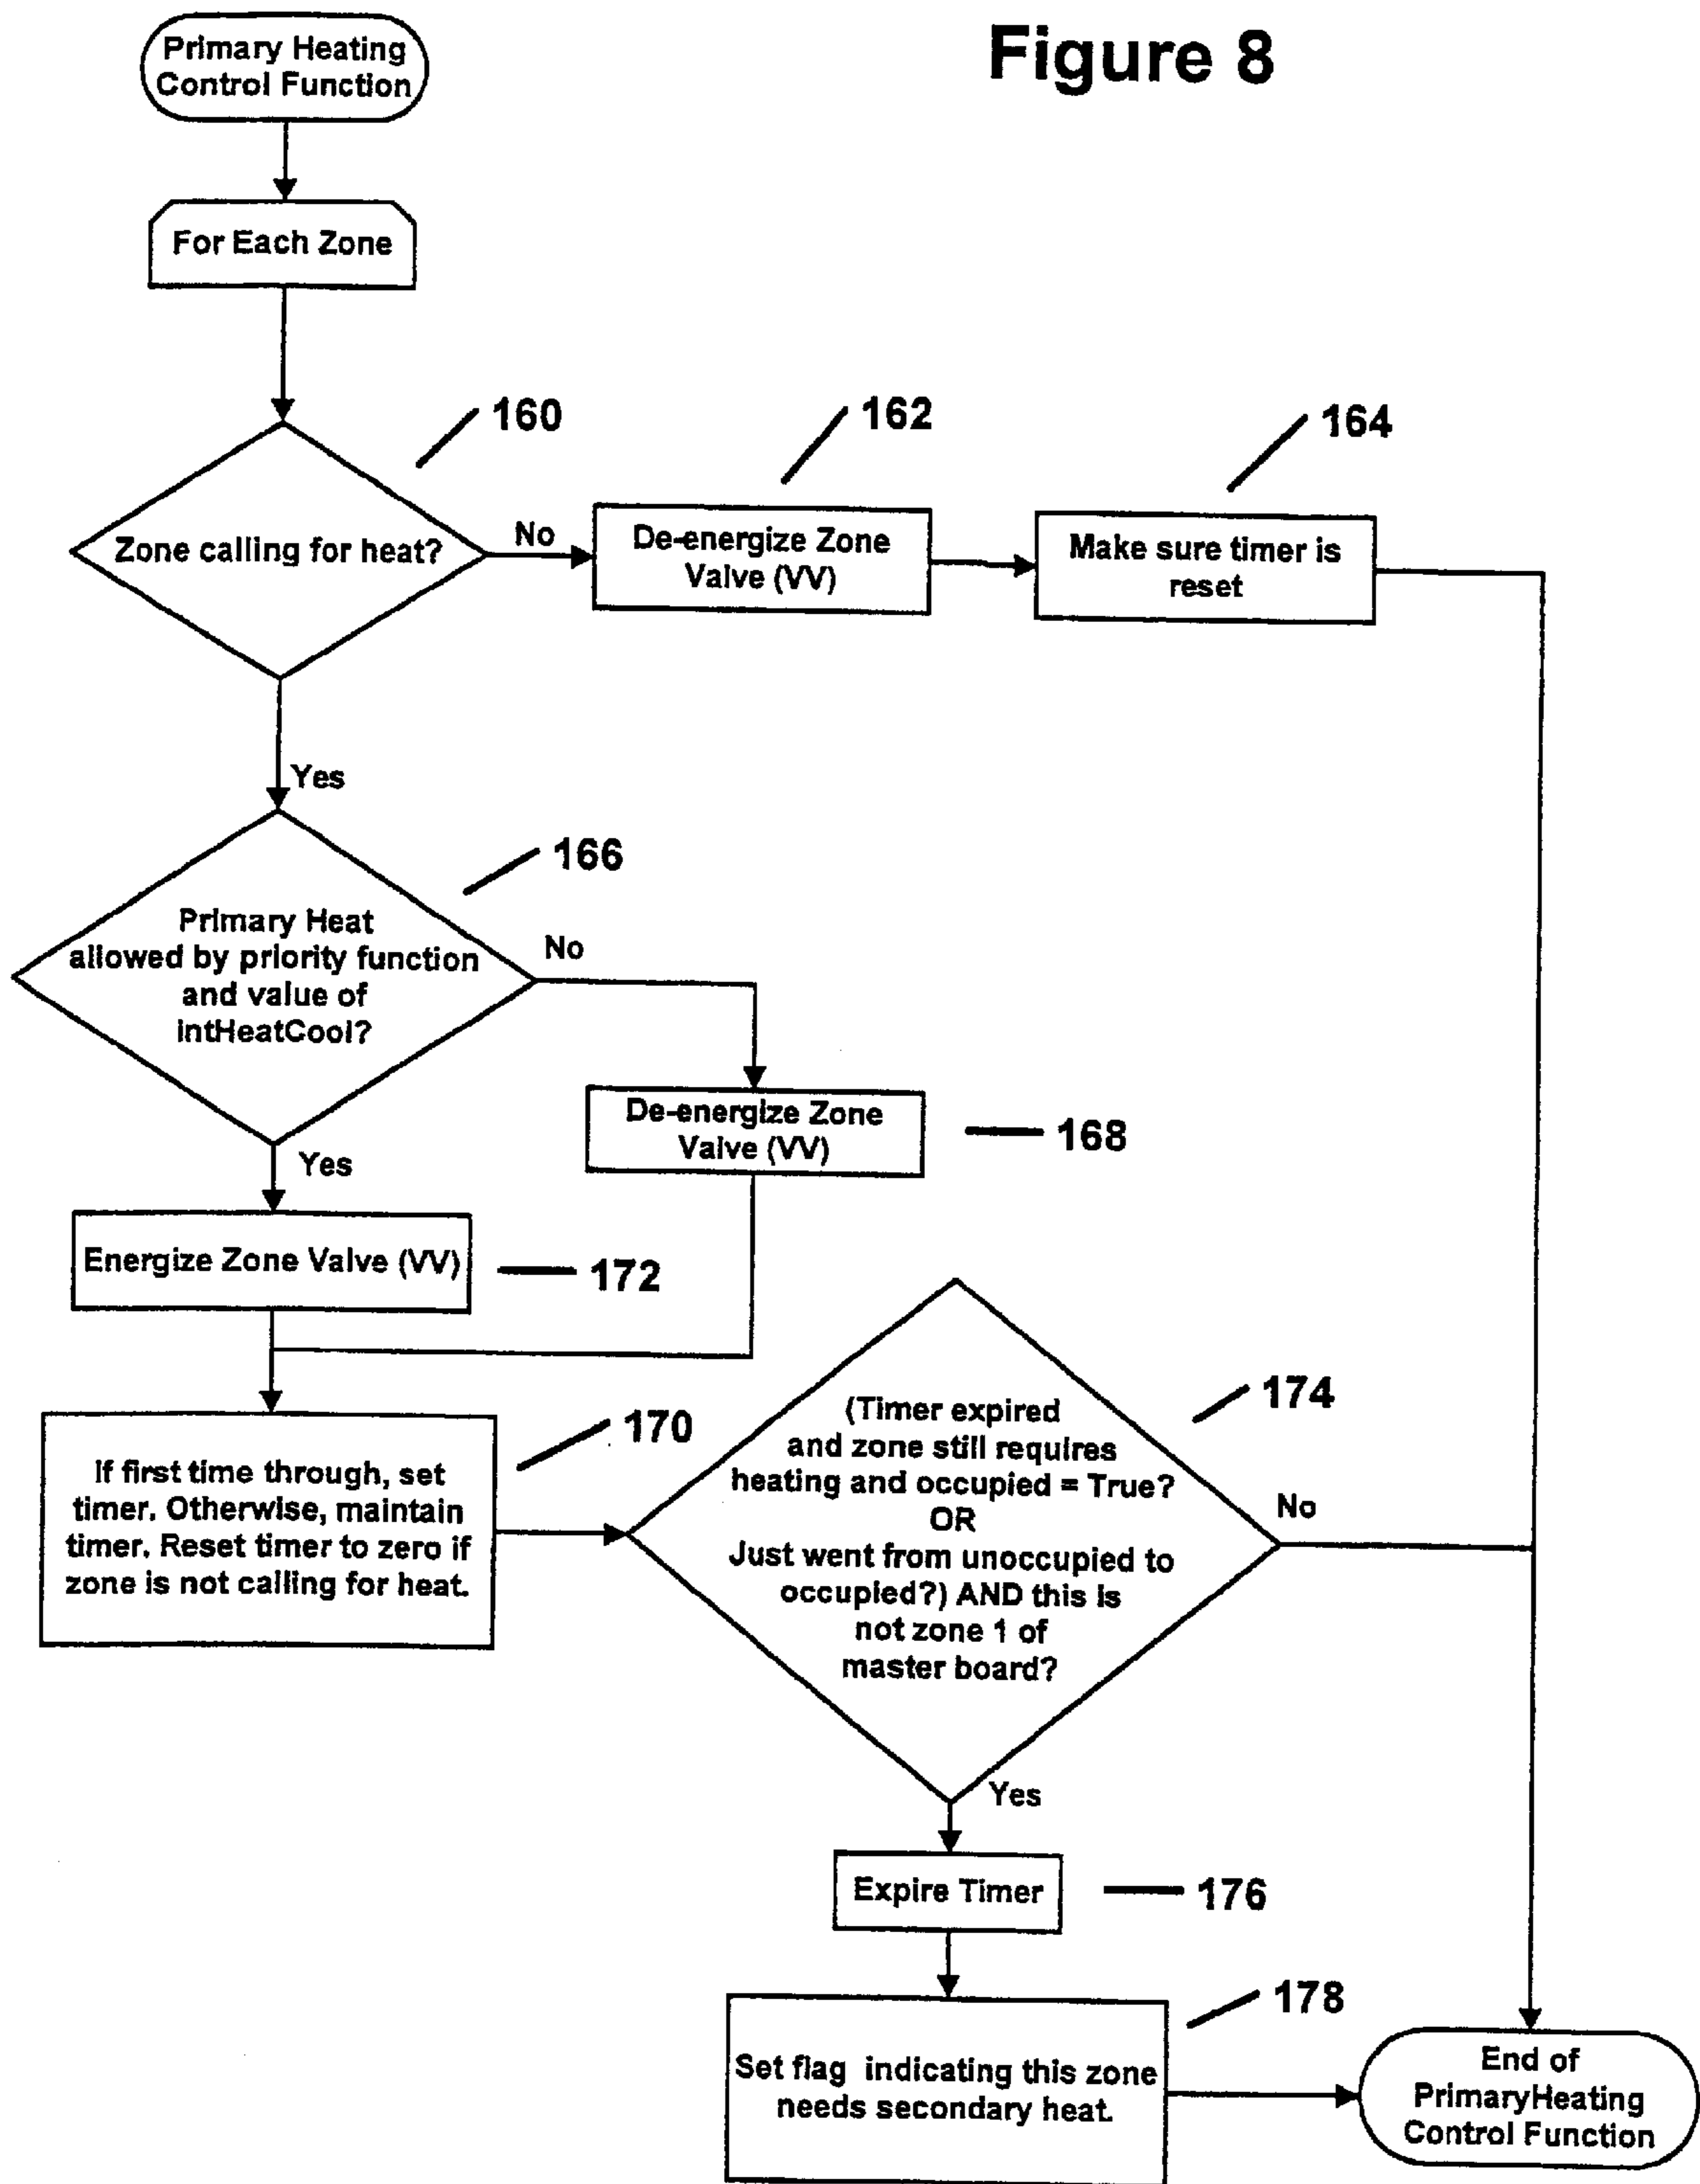 Figure 8
Primary Heating
Control Function
For Each Zone
160
162
164
Zone calling for heat?
No
De-energize Zone
Valve (VV)
Make sure timer is
reset
Yes
166
Primary Heat
allowed by priority function
and value of
intHeatCool?
No
De-energize Zone
Valve (VV)
168
Yes
Energize Zone Valve (VV)
172
170
If first time through, set
timer. Otherwise, maintain
timer. Reset timer to zero if
zone is not calling for heat.
174
(Timer expired
and zone still requires
heating and occupied = True?
OR
Just went from unoccupied to
occupied?) AND this is
not zone 1 of
master board?
No
Yes
Expire Timer
176
178
Set flag indicating this zone
needs secondary heat.
End of
PrimaryHeating
Control Function